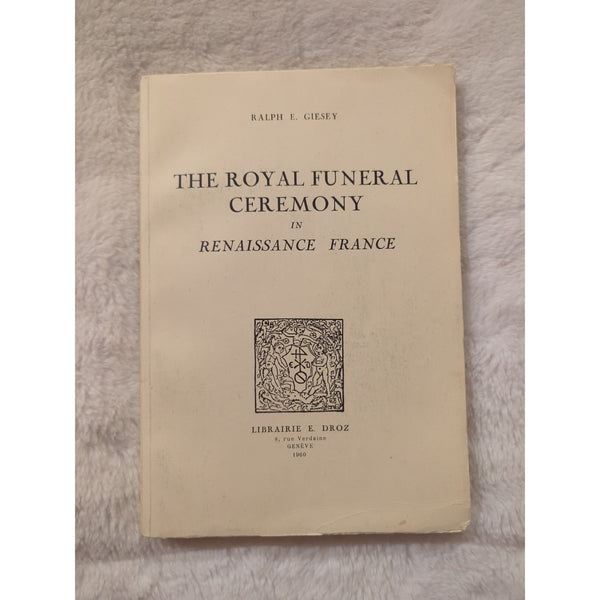 RALPH E. GIESEY
THE ROYAL FUNERAL
CEREMONY
IN
RENAISSANCE FRANCE
LIBRAIRIE E. DROZ
8, rue Verdaine
GENÈVE
1960